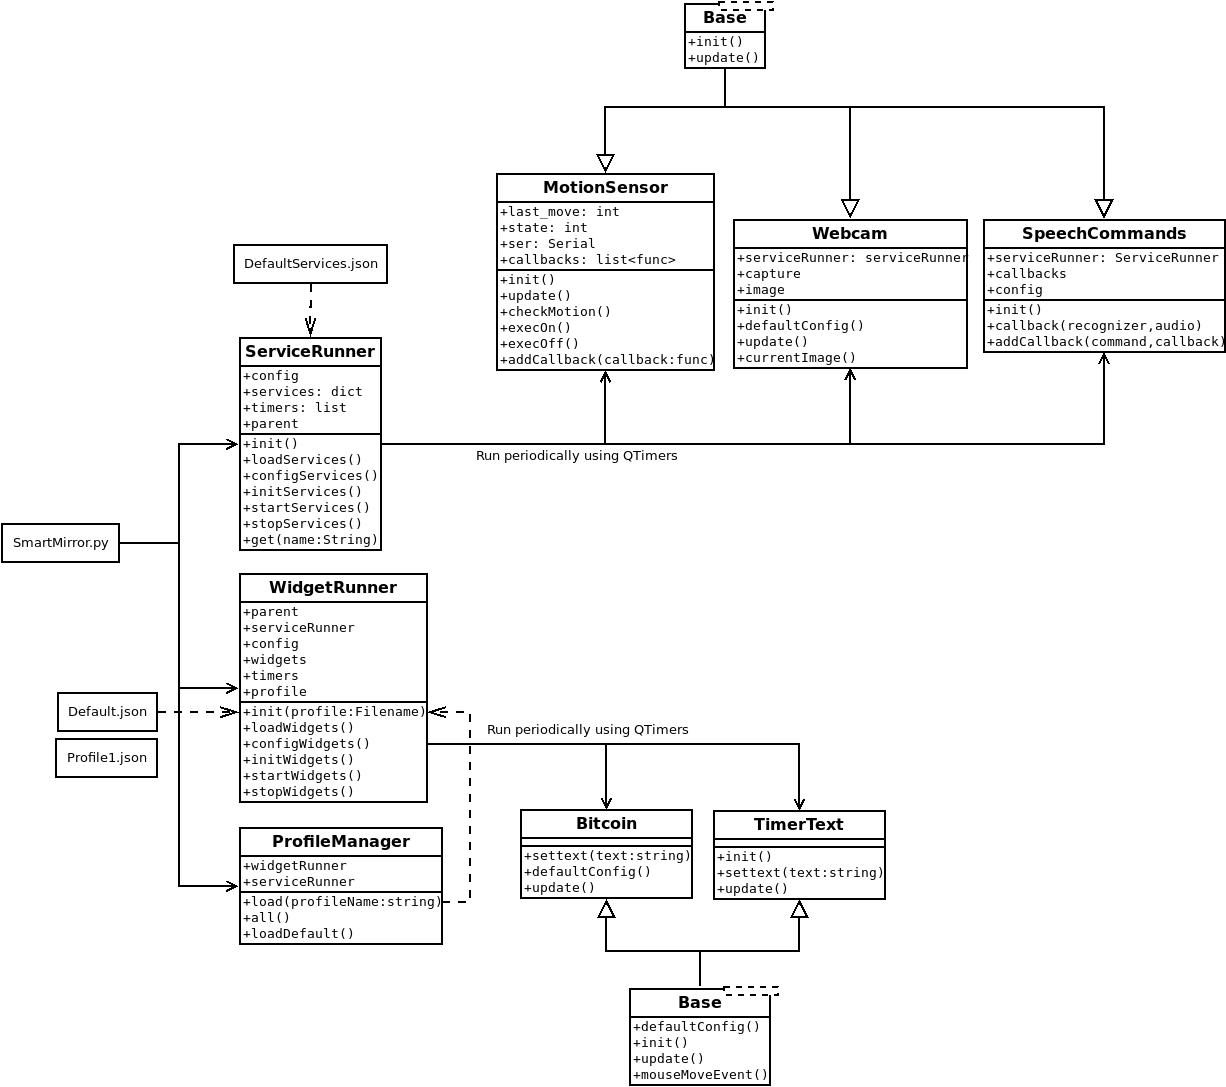 Base
+init()
+update()
MotionSensor
+last_move: int
+state: int
+ser: Serial
+callbacks: list<func>
+init()
+update()
+checkMotion()
+execOn()
+execOff()
+addCallback(callback:func)
Webcam
+serviceRunner: serviceRunner
+capture
+image
+init()
+defaultConfig()
+update()
+currentImage()
SpeechCommands
+serviceRunner: ServiceRunner
+callbacks
+config
+init()
+callback(recognizer,audio)
+addCallback(command,callback)
DefaultServices.json
ServiceRunner
+config
+services: dict
+timers: list
+parent
+init()
+loadServices()
+configServices()
+initServices()
+startServices()
+stopServices()
+get(name:String)
Run periodically using QTimers
SmartMirror.py
WidgetRunner
+parent
+serviceRunner
+config
+widgets
+timers
+profile
+init(profile:Filename)
+loadWidgets()
+configWidgets()
+initWidgets()
+startWidgets()
+stopWidgets()
Default.json
Profile1.json
Run periodically using QTimers
ProfileManager
+widgetRunner
+serviceRunner
+load(profileName:string)
+all()
+loadDefault()
Bitcoin
+settext(text:string)
+defaultConfig()
+update()
TimerText
+init()
+settext(text:string)
+update()
Base
+defaultConfig()
+init()
+update()
+mouseMoveEvent()